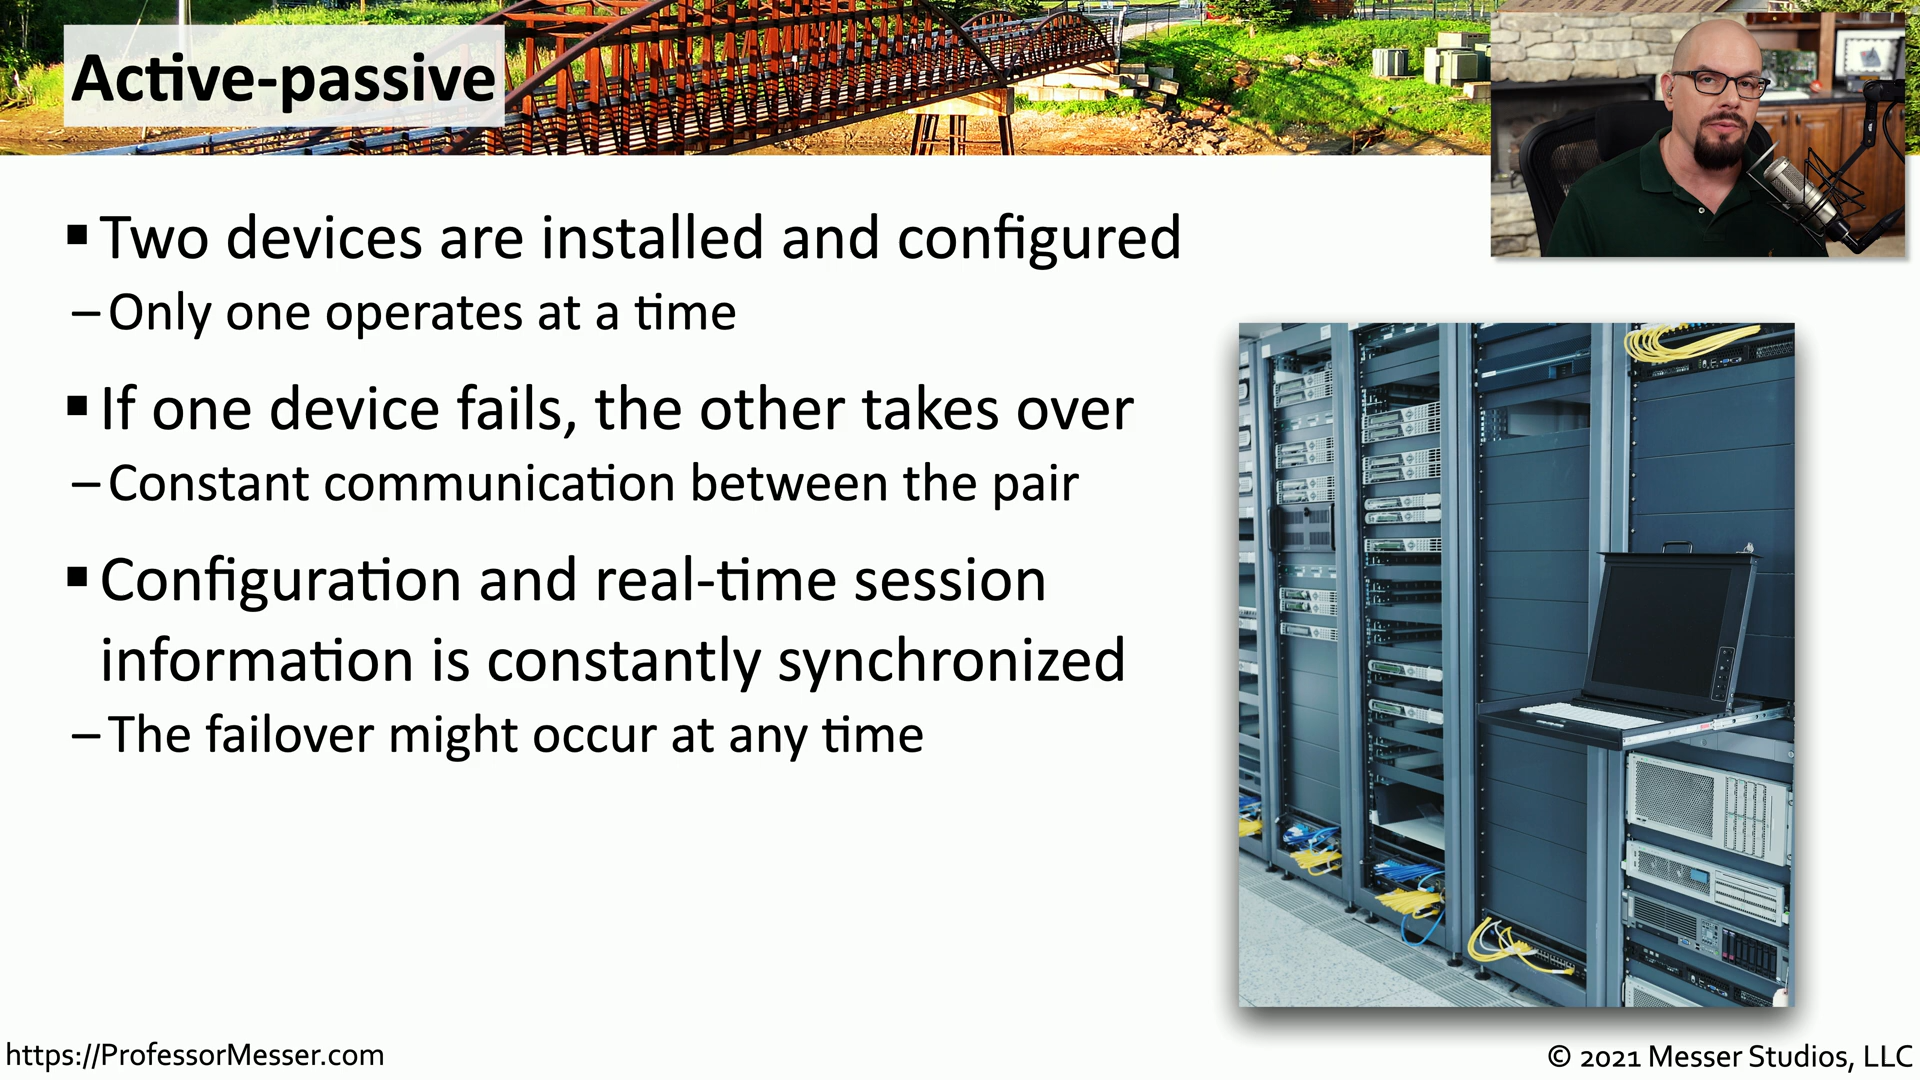 Active-passive
▪ Two devices are installed and configured
– Only one operates at a time
▪ If one device fails, the other takes over
– Constant communication between the pair
▪ Configuration and real-time session
information is constantly synchronized
– The failover might occur at any time
https://ProfessorMesser.com
© 2021 Messer Studios, LLC